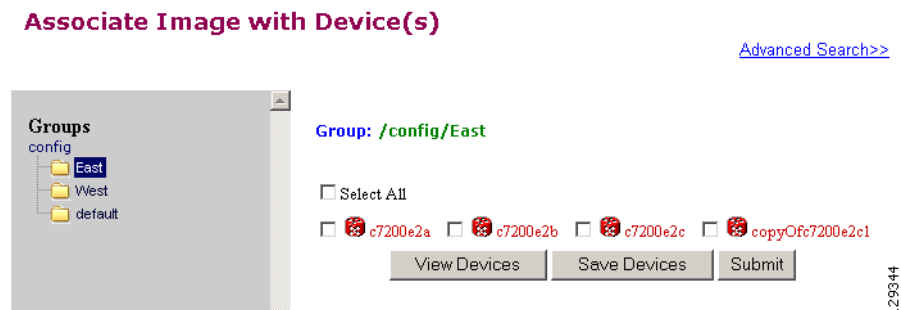 Associate Image with Device(s)
Advanced Search>>
Groups
config
East
West
default
Group: /config/East
Select All
c7200e2a c7200e2b c7200e2c copyOfc7200e2c1
View Devices Save Devices Submit
29344